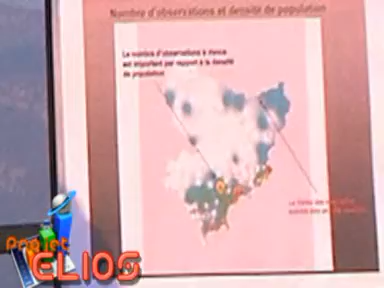 Nombre d'observations et densité de population
Le nombre d'observations à Vence
est important par rapport à la densité
de population
Projet
ELIOS